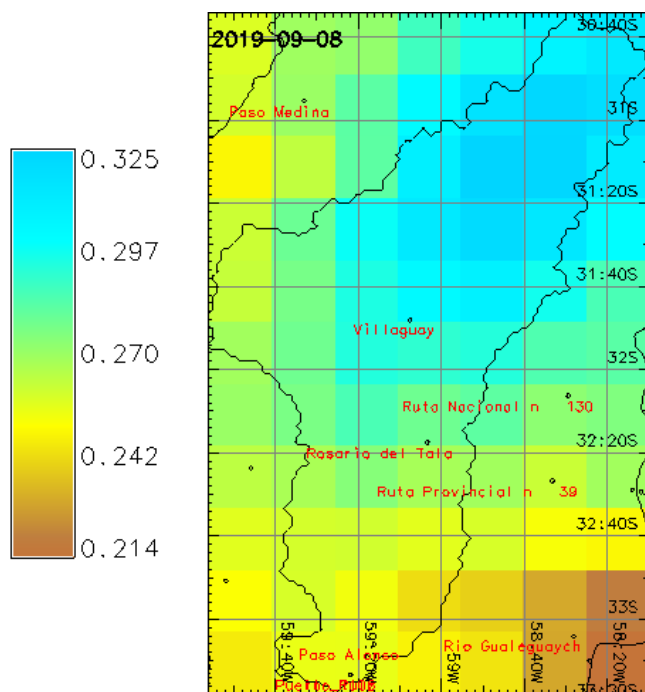 2019-09-08
30:40S
Paso Medina
31S
0.325
31:20S
0.297
31:40S
Villaguay
0.270
32S
Ruta Nacional n 130
32:20S
Rosario del Tala
0.242
Ruta Provincial n 39
32:40S
0.214
33S
59:40W
59W
58:40W
58:20W
Rio Gualeguaych
Paso Alonso
Puerto